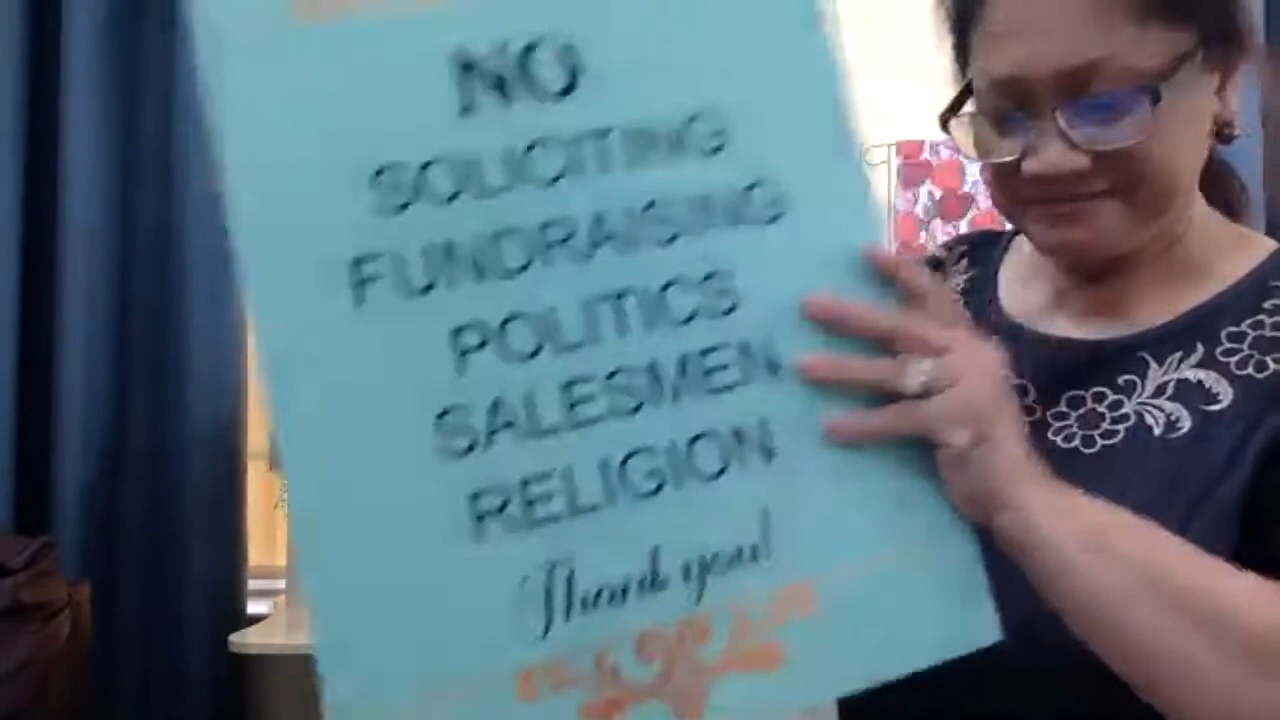 NO
SOLICITING
FUNDRAISING
POLITICS
SALESMEN
RELIGION
Thank you!